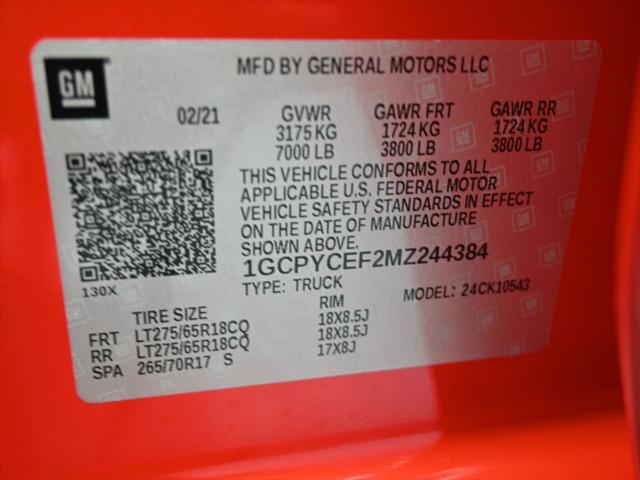 GM
MFD BY GENERAL MOTORS LLC
02/21 GVWR GAWR FRT GAWR RR
3175 KG 1724 KG 1724 KG
7000 LB 3800 LB 3800 LB
THIS VEHICLE CONFORMS TO ALL
APPLICABLE U.S. FEDERAL MOTOR
VEHICLE SAFETY STANDARDS IN EFFECT
ON THE DATE OF MANUFACTURE
SHOWN ABOVE.
1GCPYCEF2MZ244384
130X TYPE: TRUCK MODEL: 24CK10543
TIRE SIZE RIM
FRT LT275/65R18CQ 18X8.5J
RR LT275/65R18CQ 18X8.5J
SPA 265/70R17 S 17X8J